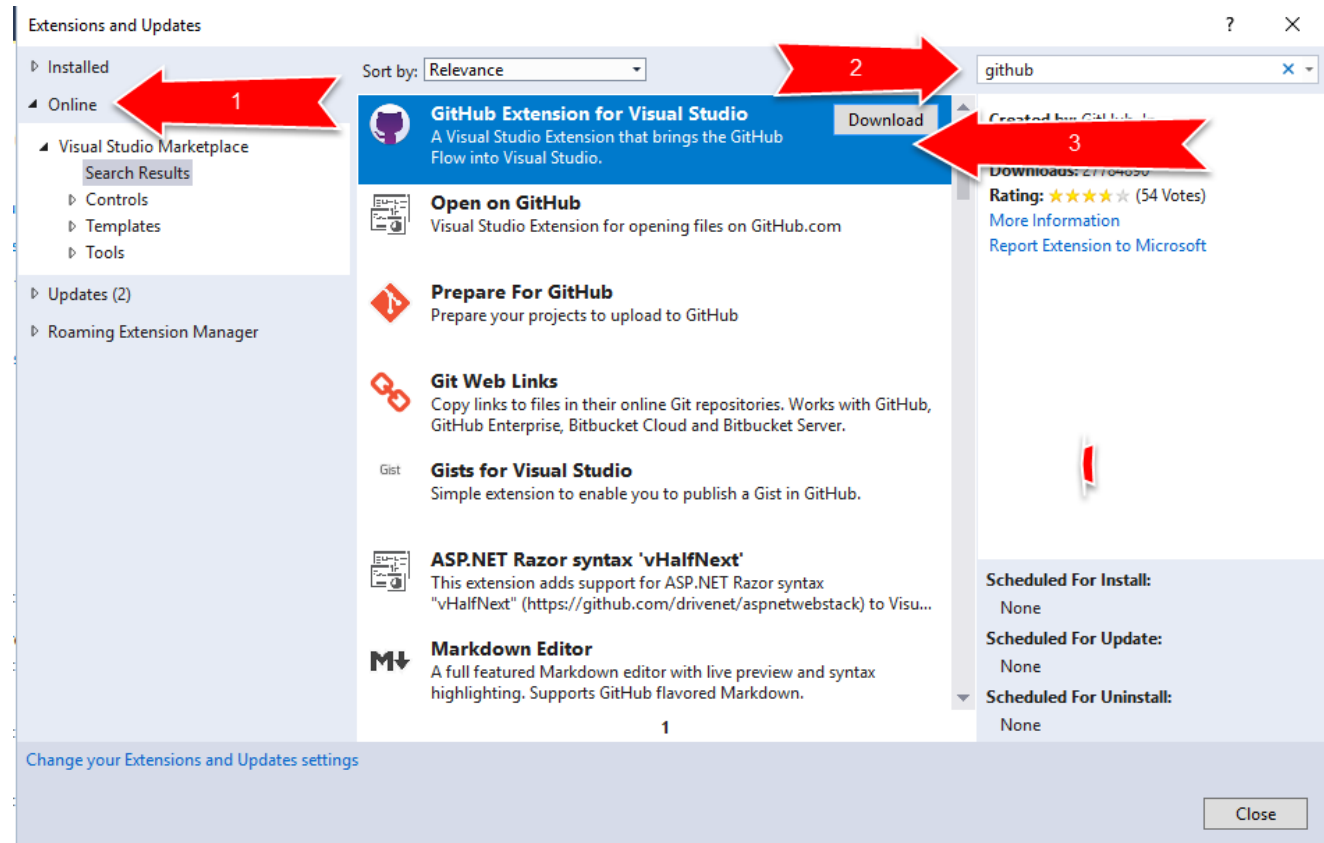 Extensions and Updates
? ×
Installed
Online
1
Visual Studio Marketplace
Search Results
Controls
Templates
Tools
Updates (2)
Roaming Extension Manager
Sort by: Relevance
2
github
GitHub Extension for Visual Studio
A Visual Studio Extension that brings the GitHub
Flow into Visual Studio.
Download
3
Open on GitHub
Visual Studio Extension for opening files on GitHub.com
Prepare For GitHub
Prepare your projects to upload to GitHub
Git Web Links
Copy links to files in their online Git repositories. Works with GitHub,
GitHub Enterprise, Bitbucket Cloud and Bitbucket Server.
Gist
Gists for Visual Studio
Simple extension to enable you to publish a Gist in GitHub.
ASP.NET Razor syntax 'vHalfNext'
This extension adds support for ASP.NET Razor syntax
"vHalfNext" (https://github.com/drivenet/aspnetwebstack) to Visu...
M
Markdown Editor
A full featured Markdown editor with live preview and syntax
highlighting. Supports GitHub flavored Markdown.
1
Created by: GitHub,
Downloads: 27784890
Rating: (54 Votes)
More Information
Report Extension to Microsoft
Scheduled For Install:
None
Scheduled For Update:
None
Scheduled For Uninstall:
None
Change your Extensions and Updates settings
Close